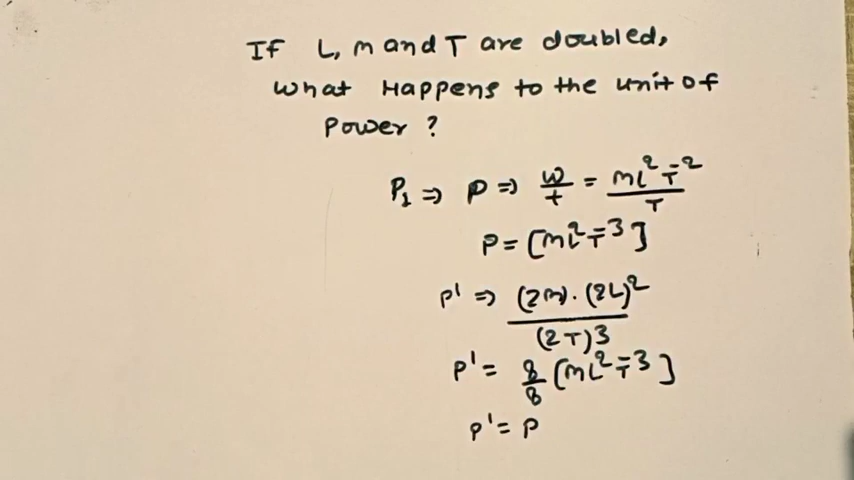 If L, m and T are doubled,
what Happens to the unit of
Power ?
P₁ ⇒ P ⇒ w/t = mL²T⁻²/T
P = [mL²T⁻³]
P' ⇒ (2m).(2L)²/(2T)³
P' = 8/8 [mL²T⁻³]
P' = P